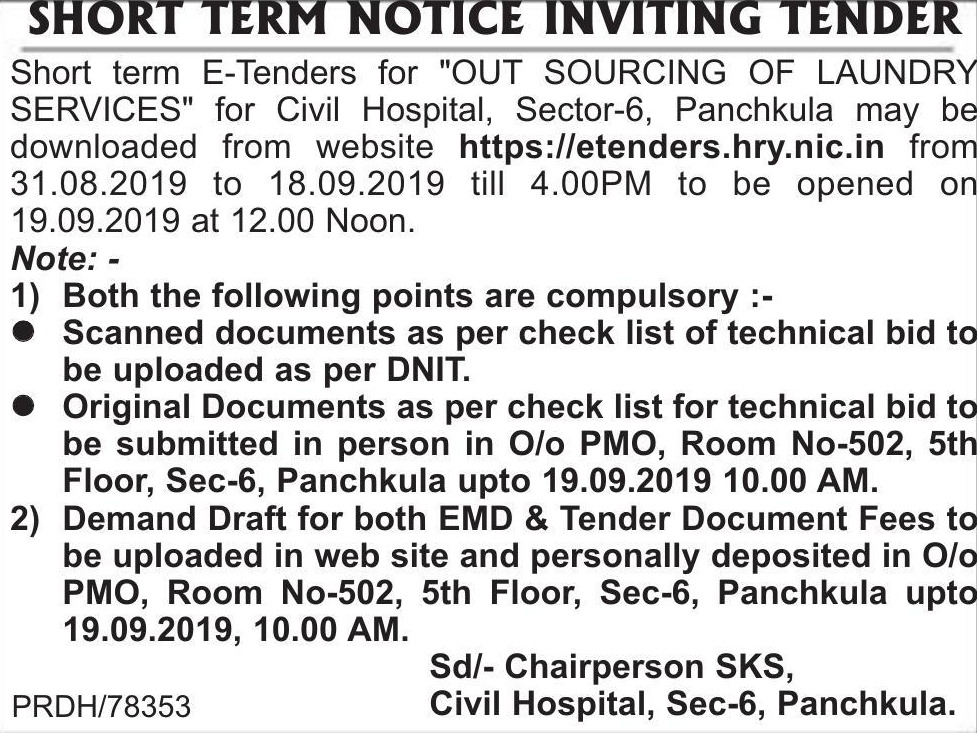 SHORT TERM NOTICE INVITING TENDER
Short term E-Tenders for "OUT SOURCING OF LAUNDRY
SERVICES" for Civil Hospital, Sector-6, Panchkula may be
downloaded from website https://etenders.hry.nic.in from
31.08.2019 to 18.09.2019 till 4.00PM to be opened on
19.09.2019 at 12.00 Noon.
Note: -
1) Both the following points are compulsory :-
● Scanned documents as per check list of technical bid to
be uploaded as per DNIT.
● Original Documents as per check list for technical bid to
be submitted in person in O/o PMO, Room No-502, 5th
Floor, Sec-6, Panchkula upto 19.09.2019 10.00 AM.
2) Demand Draft for both EMD & Tender Document Fees to
be uploaded in web site and personally deposited in O/o
PMO, Room No-502, 5th Floor, Sec-6, Panchkula upto
19.09.2019, 10.00 AM.
Sd/- Chairperson SKS,
Civil Hospital, Sec-6, Panchkula.
PRDH/78353